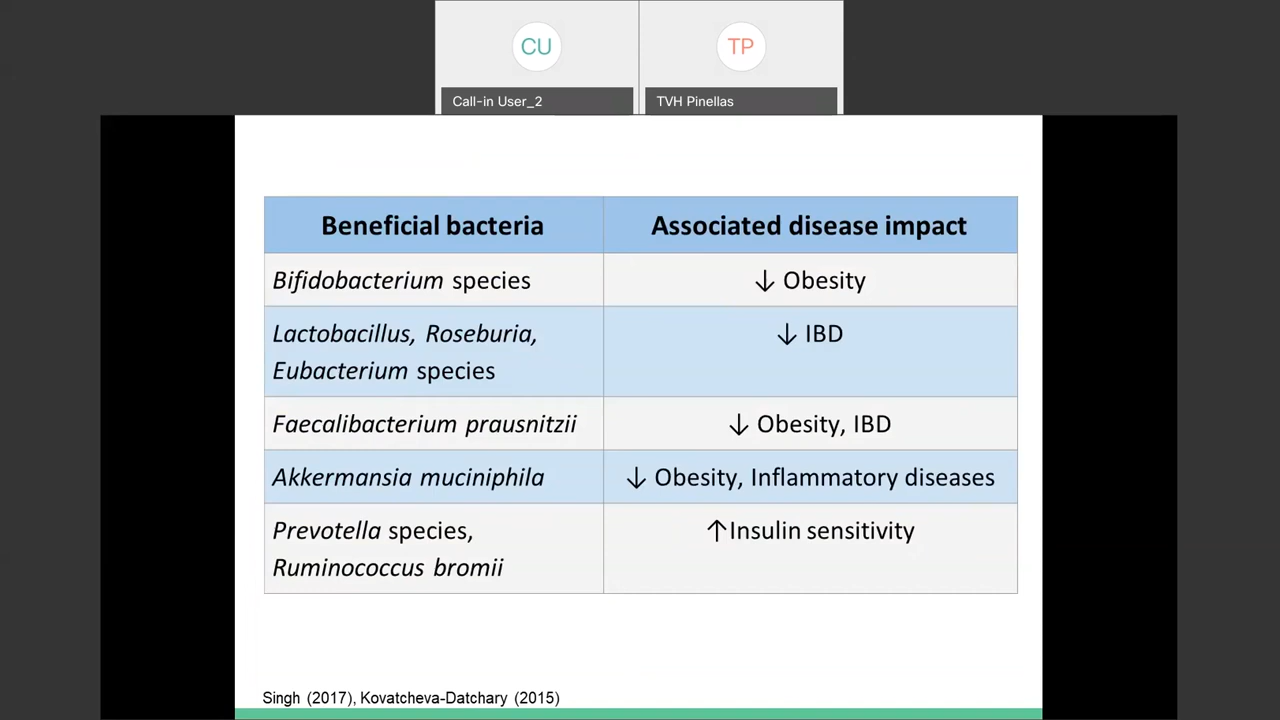 CU
TP
Call-in User_2
TVH Pinellas
Beneficial bacteria
Associated disease impact
Bifidobacterium species
↓ Obesity
Lactobacillus, Roseburia,
Eubacterium species
↓ IBD
Faecalibacterium prausnitzii
↓ Obesity, IBD
Akkermansia muciniphila
↓ Obesity, Inflammatory diseases
Prevotella species,
Ruminococcus bromii
↑Insulin sensitivity
Singh (2017), Kovatcheva-Datchary (2015)